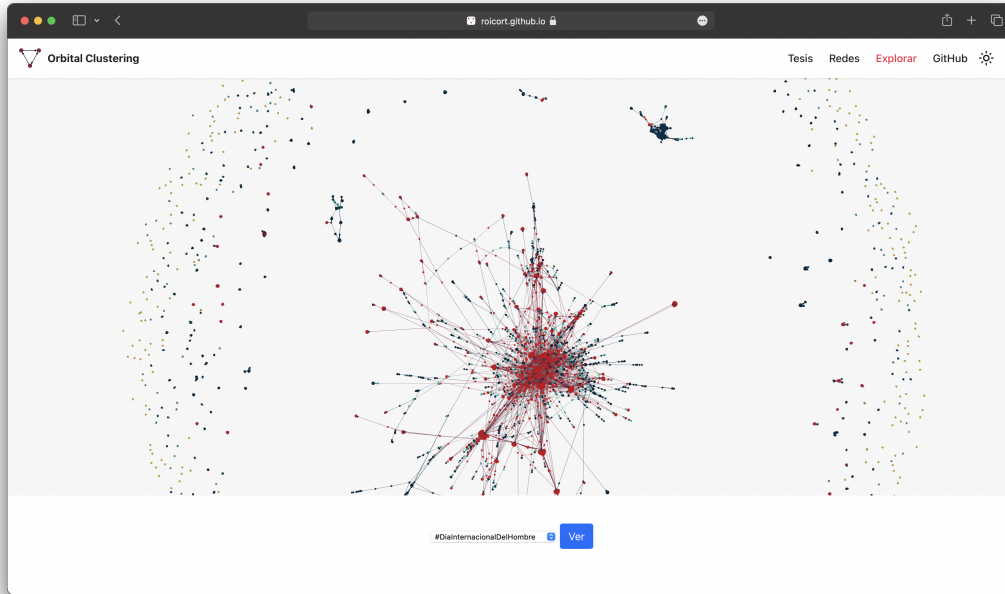 roicort.github.io
Orbital Clustering
Tesis Redes Explorar GitHub
#DiaInternacionalDelHombre
Ver